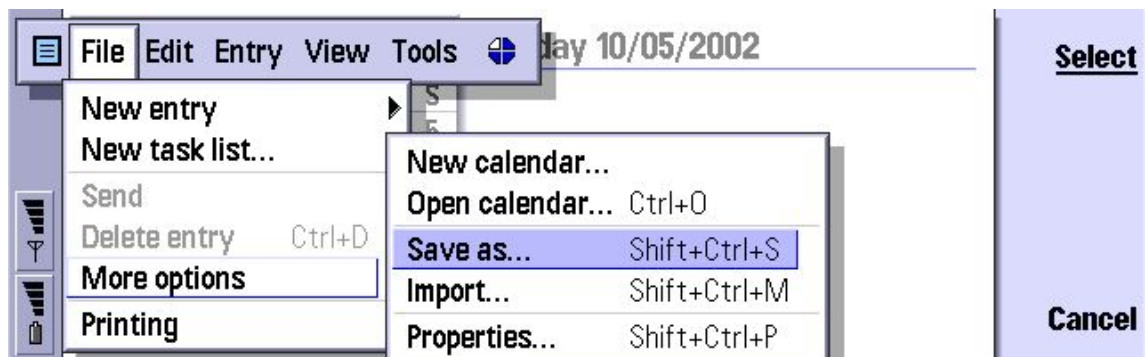 File Edit Entry View Tools
day 10/05/2002
Select
New entry
New task list...
Send
Delete entry Ctrl+D
More options
Printing
S
New calendar...
Open calendar... Ctrl+O
Save as... Shift+Ctrl+S
Import... Shift+Ctrl+M
Properties... Shift+Ctrl+P
Cancel